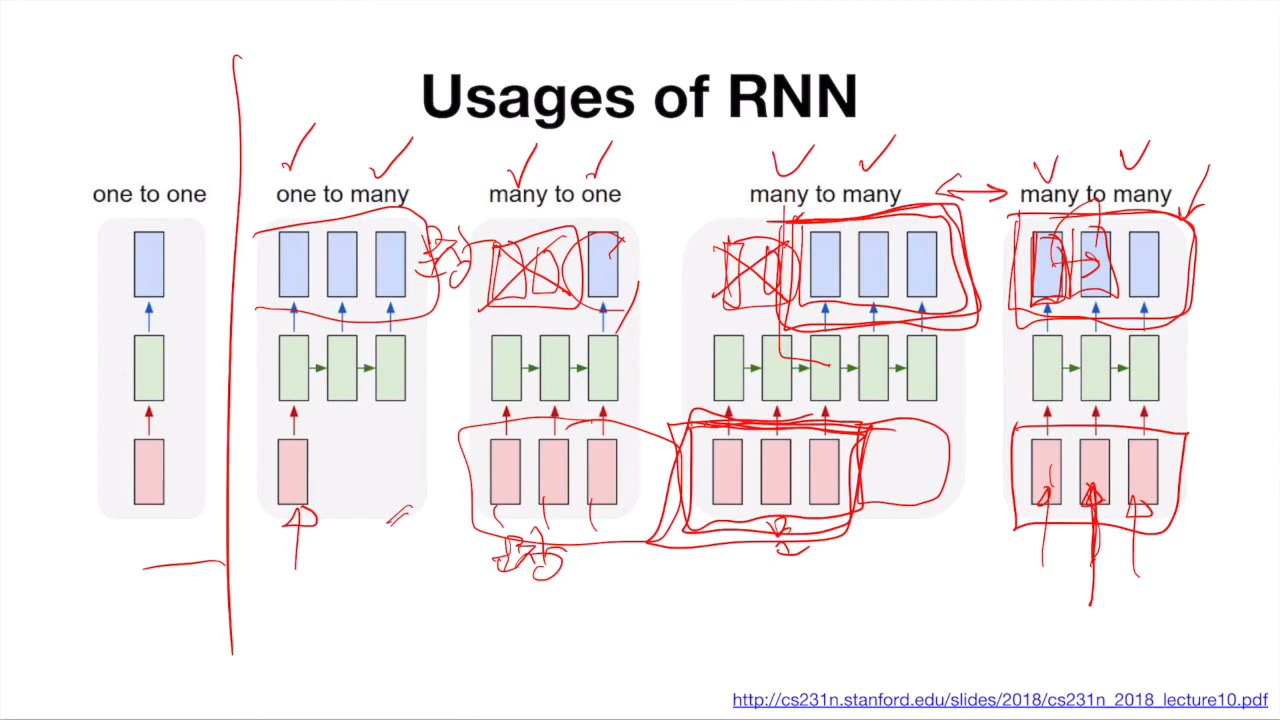 Usages of RNN
one to one
one to many
many to one
many to many
many to many
http://cs231n.stanford.edu/slides/2018/cs231n_2018_lecture10.pdf